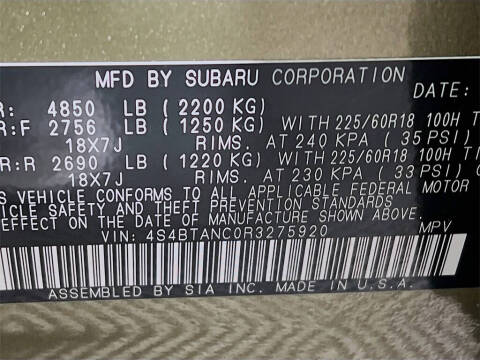 MFD BY SUBARU CORPORATION
DATE:
R: 4850 LB (2200 KG)
R:F 2756 LB (1250 KG) WITH 225/60R18 100H TI
18X7J RIMS. AT 240 KPA (35 PSI)
R:R 2690 LB (1220 KG) WITH 225/60R18 100H TI
18X7J RIMS. AT 230 KPA (33 PSI) C
S VEHICLE CONFORMS TO ALL APPLICABLE FEDERAL MOTOR
ICLE SAFETY AND THEFT PREVENTION STANDARDS
EFFECT ON THE DATE OF MANUFACTURE SHOWN ABOVE.
VIN: 4S4BTANC0R3275920 MPV
ASSEMBLED BY SIA INC. MADE IN U.S.A.